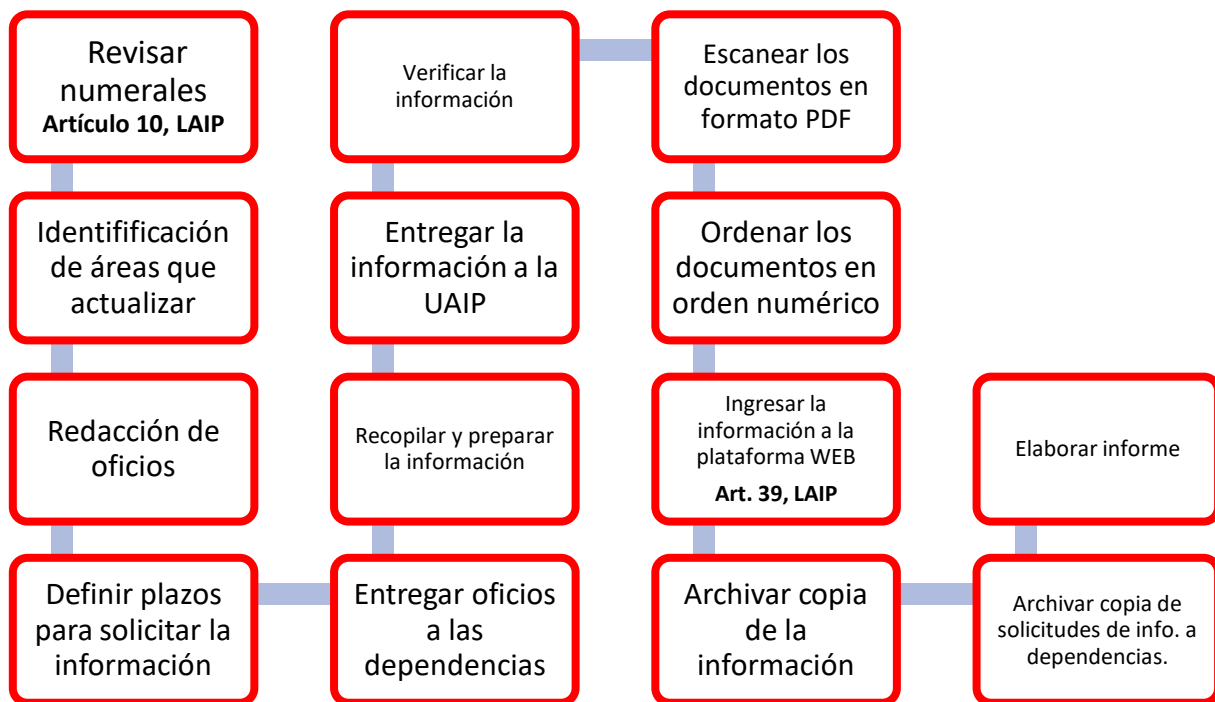 Revisar
numerales
Artículo 10, LAIP
Identifificación
de áreas que
actualizar
Redacción de
oficios
Definir plazos
para solicitar la
información
Entregar oficios
a las
dependencias
Recopilar y preparar
la información
Entregar la
información a la
UAIP
Verificar la
información
Escanear los
documentos en
formato PDF
Ordenar los
documentos en
orden numérico
Ingresar la
información a la
plataforma WEB
Art. 39, LAIP
Archivar copia
de la
información
Archivar copia de
solicitudes de info. a
dependencias.
Elaborar informe